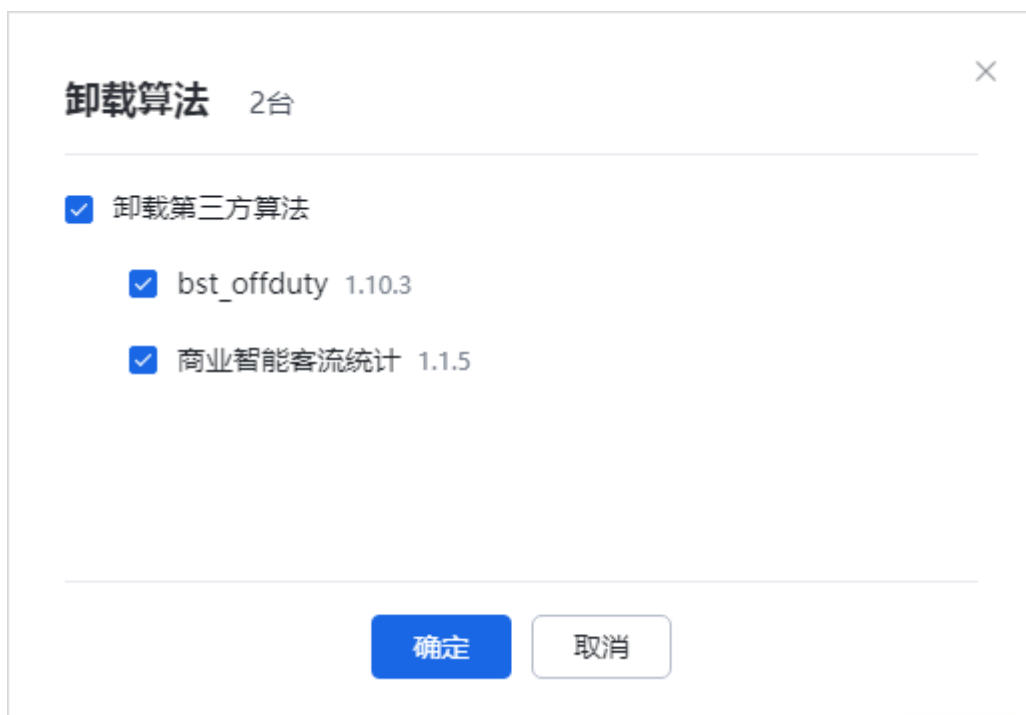 卸载算法 2台
卸载第三方算法
bst_offduty 1.10.3
商业智能客流统计 1.1.5
确定 取消